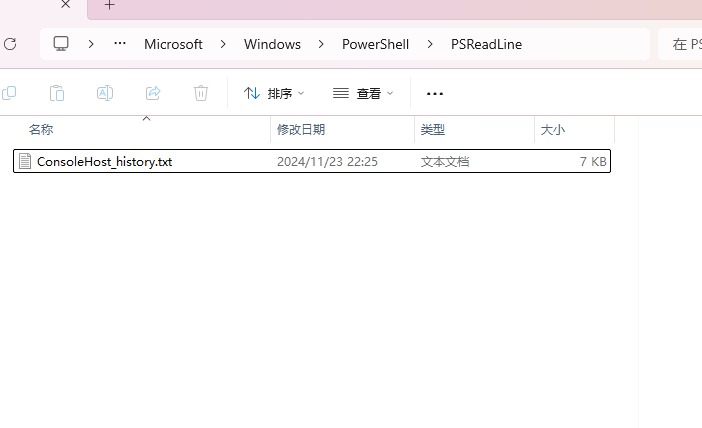 Microsoft > Windows > PowerShell > PSReadLine
在 PS
排序 查看
名称 修改日期 类型 大小
ConsoleHost_history.txt 2024/11/23 22:25 文本文档 7 KB